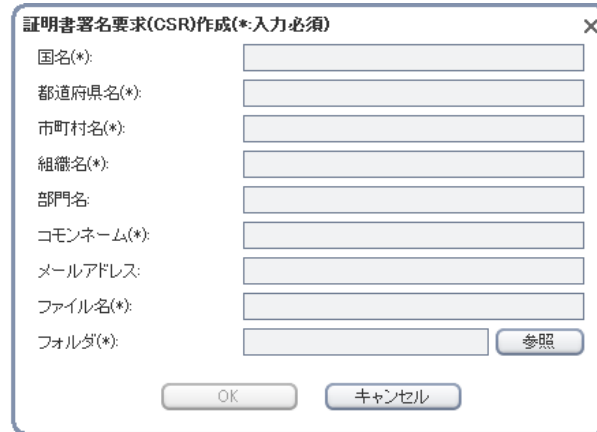 証明書署名要求(CSR)作成(*:入力必須)
国名(*):
都道府県名(*):
市町村名(*):
組織名(*):
部門名:
コモンネーム(*):
メールアドレス:
ファイル名(*):
フォルダ(*): 参照
OK キャンセル